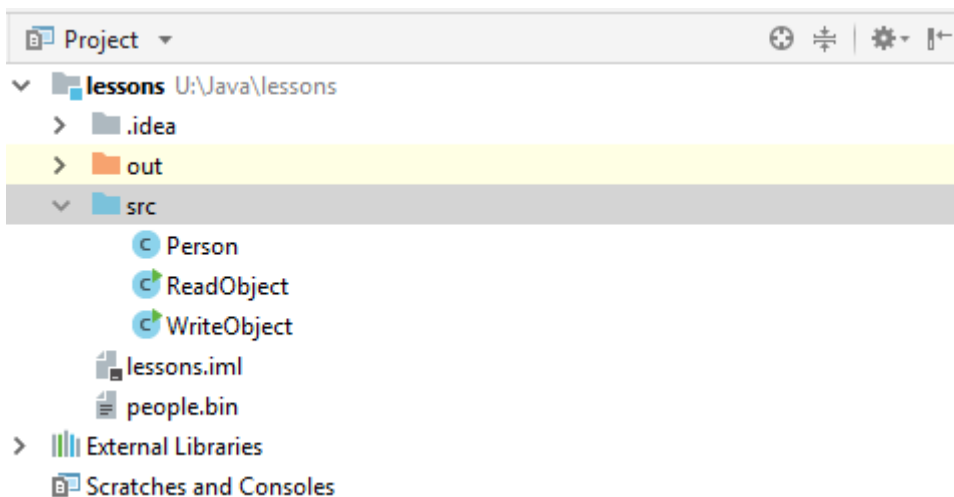 Project
lessons U:\Java\lessons
.idea
out
src
Person
ReadObject
WriteObject
lessons.iml
people.bin
External Libraries
Scratches and Consoles